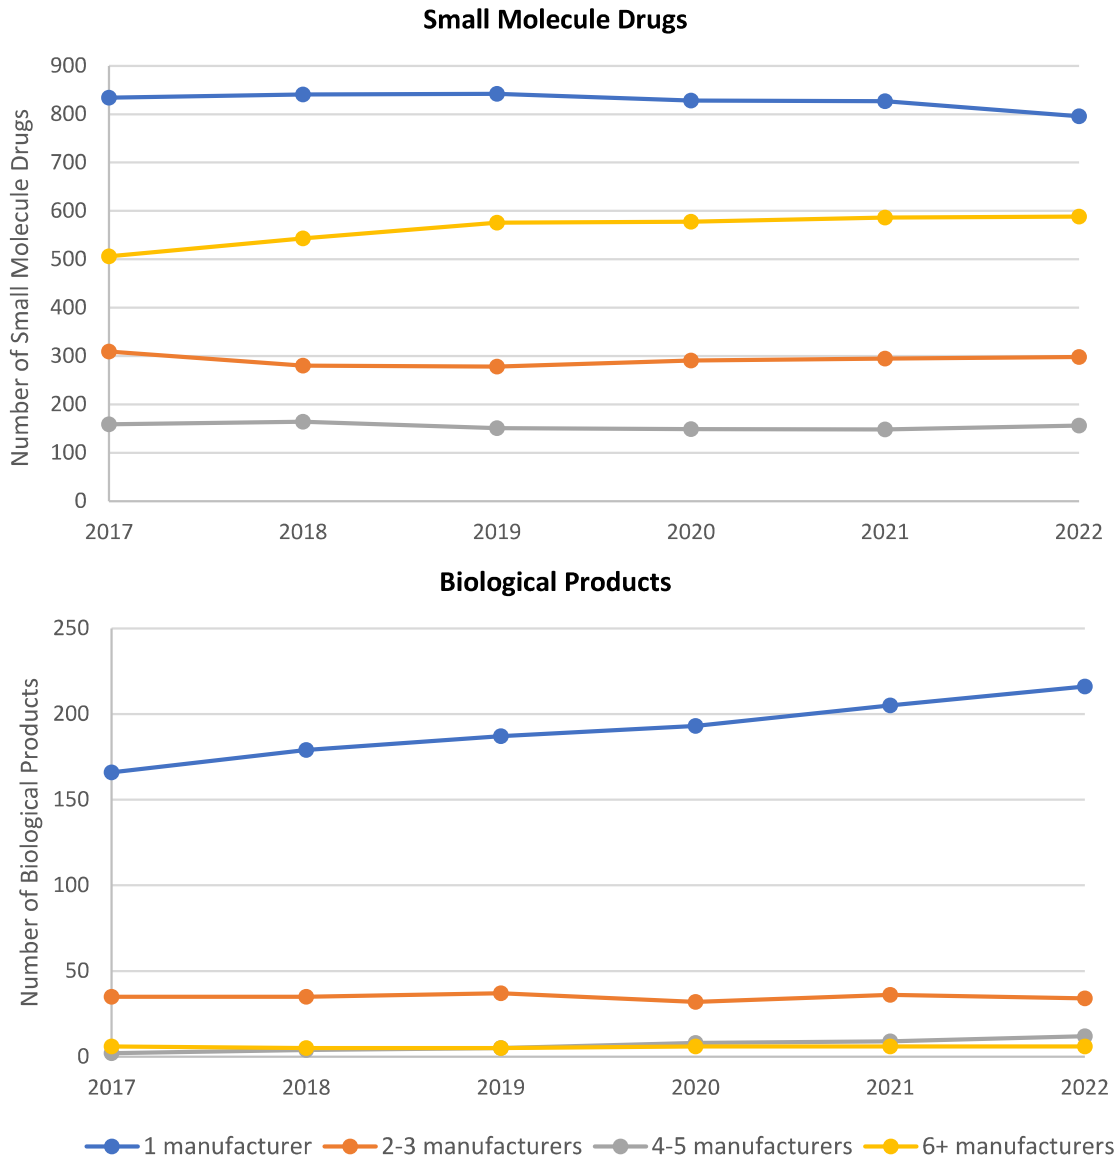 Small Molecule Drugs
Number of Small Molecule Drugs
900
800
700
600
500
400
300
200
100
0
2017 2018 2019 2020 2021 2022
Biological Products
Number of Biological Products
250
200
150
100
50
0
2017 2018 2019 2020 2021 2022
1 manufacturer 2-3 manufacturers 4-5 manufacturers 6+ manufacturers